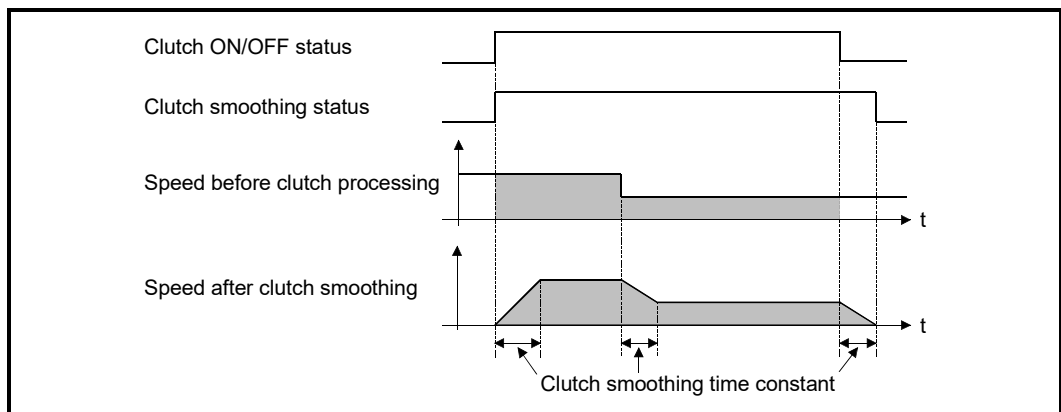 Clutch ON/OFF status
Clutch smoothing status
Speed before clutch processing
t
Speed after clutch smoothing
t
Clutch smoothing time constant